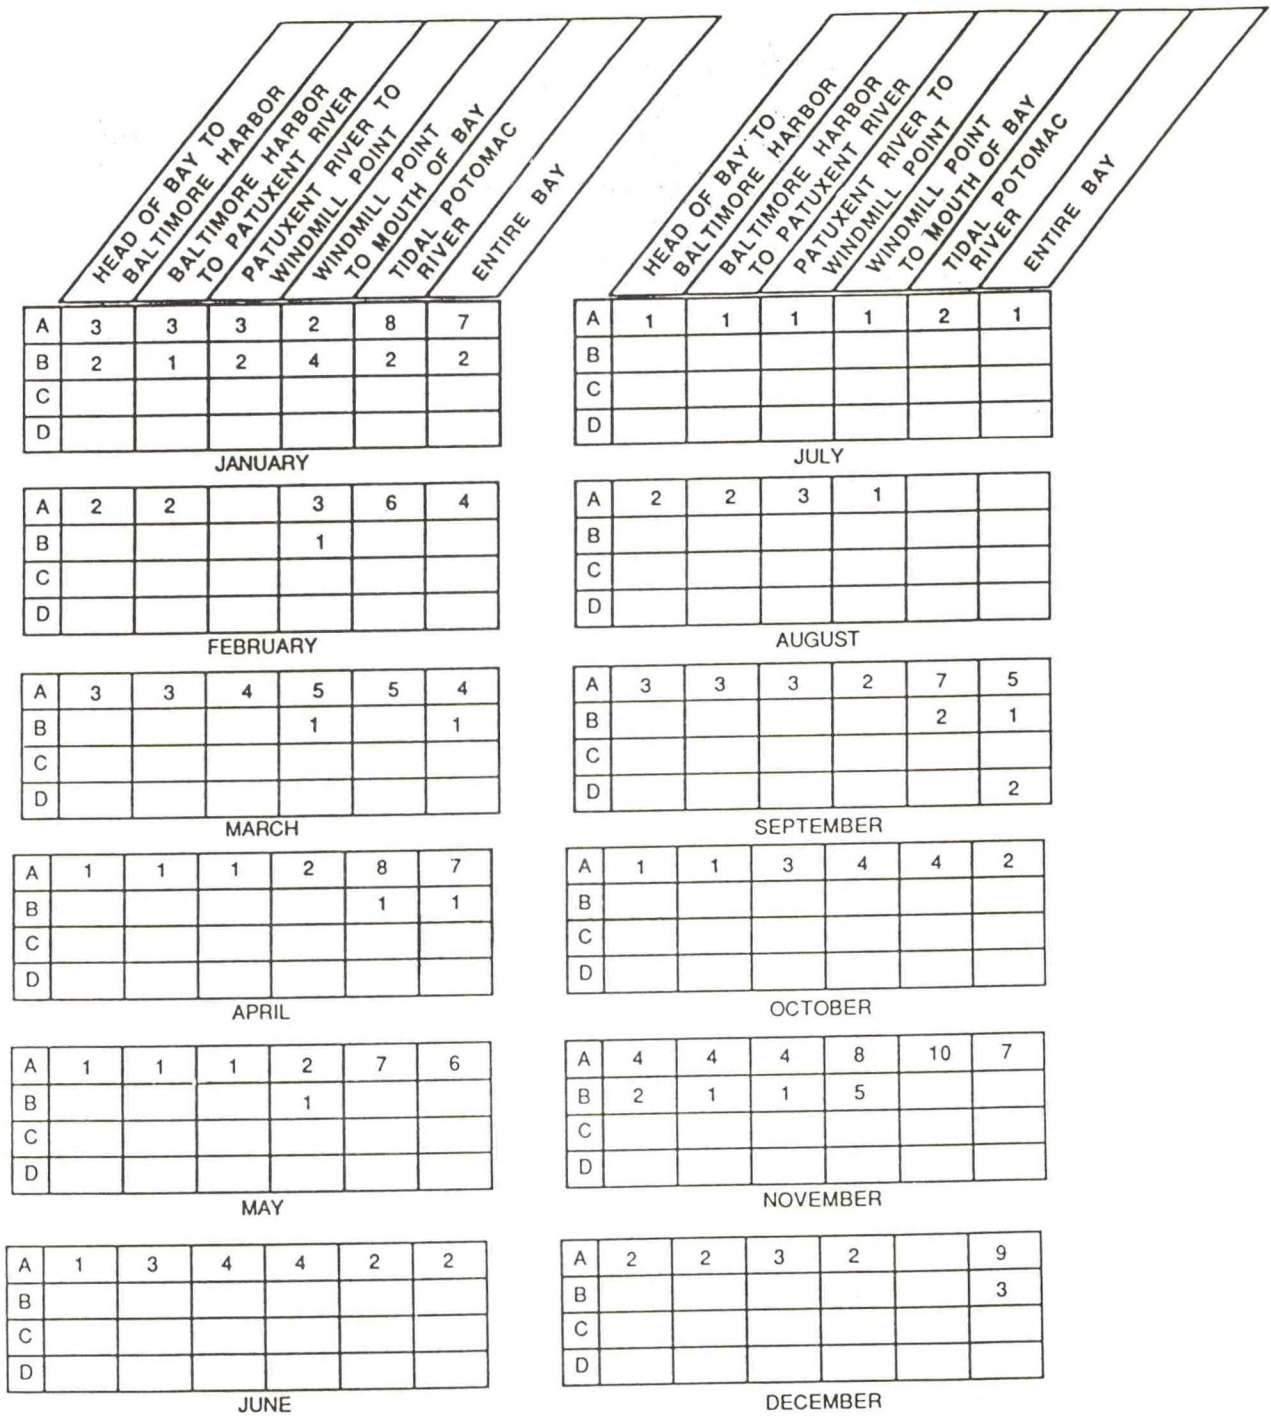 HEAD OF BAY TO
BALTIMORE HARBOR
BALTIMORE HARBOR
TO PATUXENT RIVER
PATUXENT RIVER TO
WINDMILL POINT
WINDMILL POINT
TO MOUTH OF BAY
TIDAL POTOMAC
RIVER
ENTIRE BAY
A 3 3 3 2 8 7
B 2 1 2 4 2 2
C
D
JANUARY
A 2 2 3 6 4
B 1
C
D
FEBRUARY
A 3 3 4 5 5 4
B 1 1
C
D
MARCH
A 1 1 1 2 8 7
B 1 1
C
D
APRIL
A 1 1 1 2 7 6
B 1
C
D
MAY
A 1 3 4 4 2 2
B
C
D
JUNE
HEAD OF BAY TO
BALTIMORE HARBOR
BALTIMORE HARBOR
TO PATUXENT RIVER
PATUXENT RIVER TO
WINDMILL POINT
WINDMILL POINT
TO MOUTH OF BAY
TIDAL POTOMAC
RIVER
ENTIRE BAY
A 1 1 1 1 2 1
B
C
D
JULY
A 2 2 3 1
B
C
D
AUGUST
A 3 3 3 2 7 5
B 2 1
C
D 2
SEPTEMBER
A 1 1 3 4 4 2
B
C
D
OCTOBER
A 4 4 4 8 10 7
B 2 1 1 5
C
D
NOVEMBER
A 2 2 3 2 9
B 3
C
D
DECEMBER